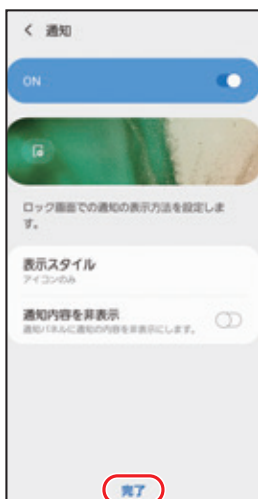 通知
ON
ロック画面での通知の表示方法を設定しま
す。
表示スタイル
アイコンのみ
通知内容を非表示
通知パネルに通知の内容を非表示にします。
完了